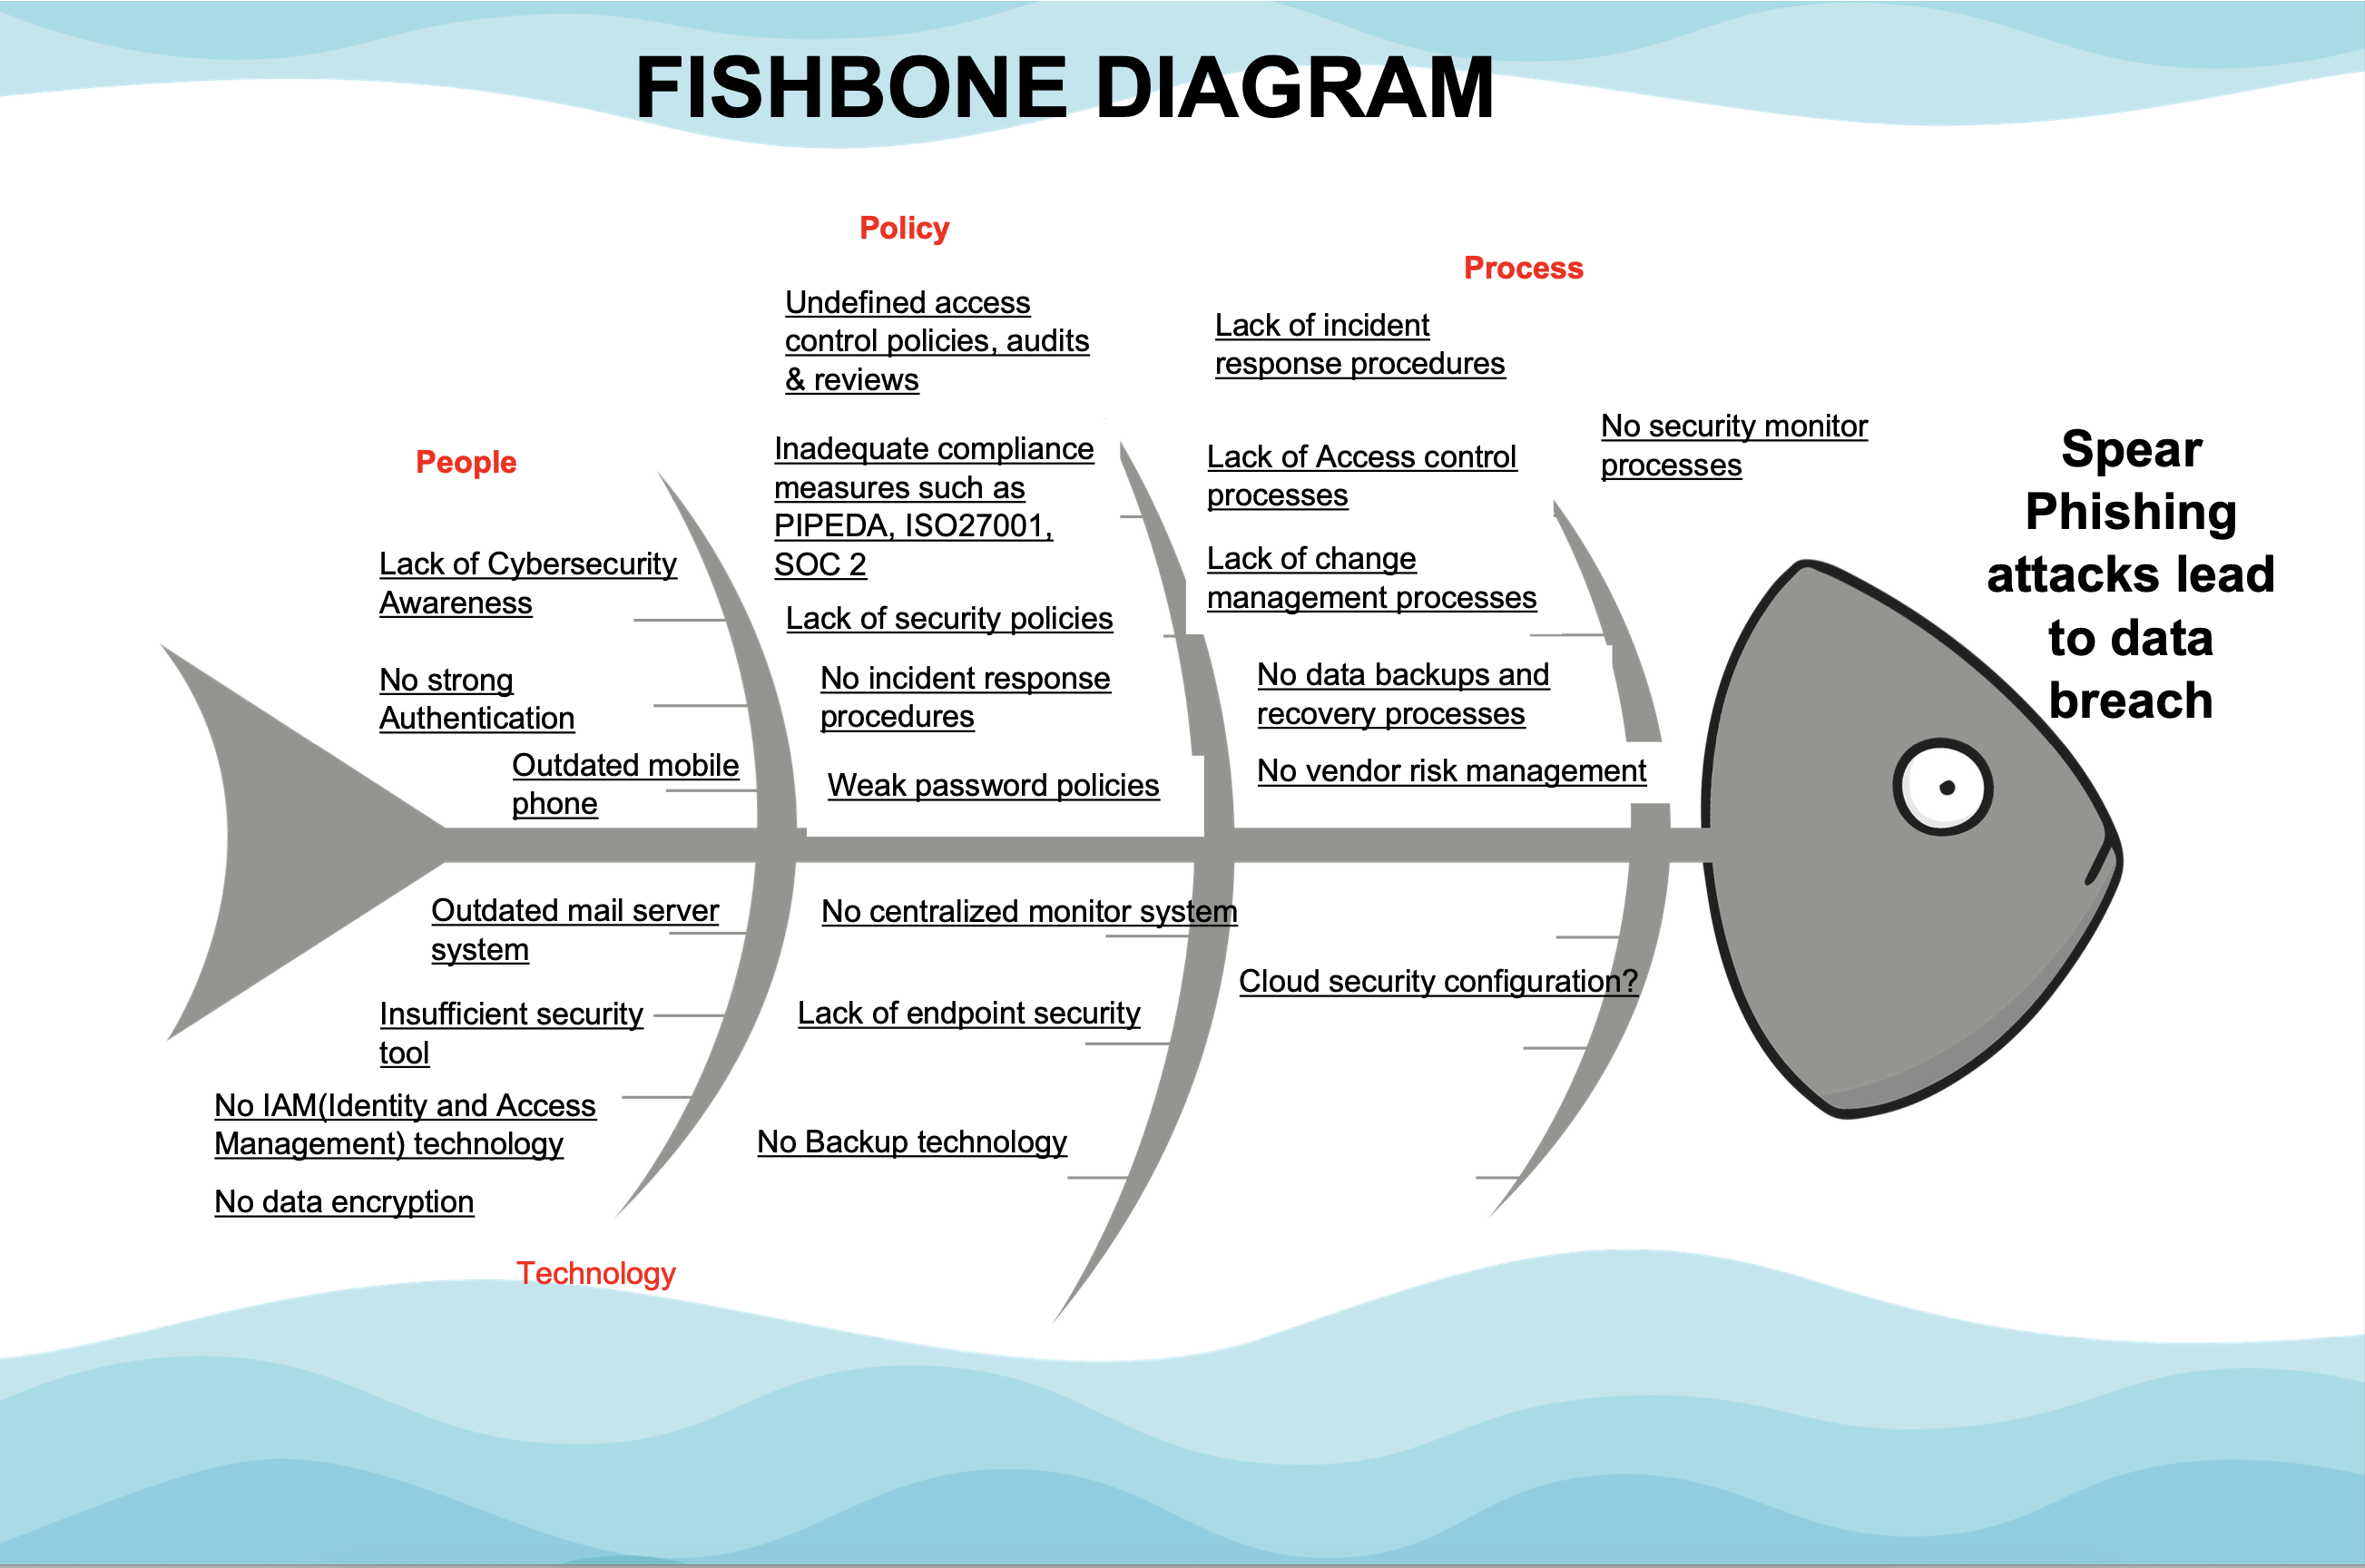 FISHBONE DIAGRAM
Policy
Process
People
Undefined access
control policies, audits
& reviews
Inadequate compliance
measures such as
PIPEDA, ISO27001,
SOC 2
Lack of security policies
No incident response
procedures
Weak password policies
Lack of incident
response procedures
Lack of Access control
processes
Lack of change
management processes
No data backups and
recovery processes
No vendor risk management
No security monitor
processes
Spear
Phishing
attacks lead
to data
breach
Lack of Cybersecurity
Awareness
No strong
Authentication
Outdated mobile
phone
Outdated mail server
system
Insufficient security
tool
No IAM(Identity and Access
Management) technology
No data encryption
No centralized monitor system
Lack of endpoint security
No Backup technology
Cloud security configuration?
Technology